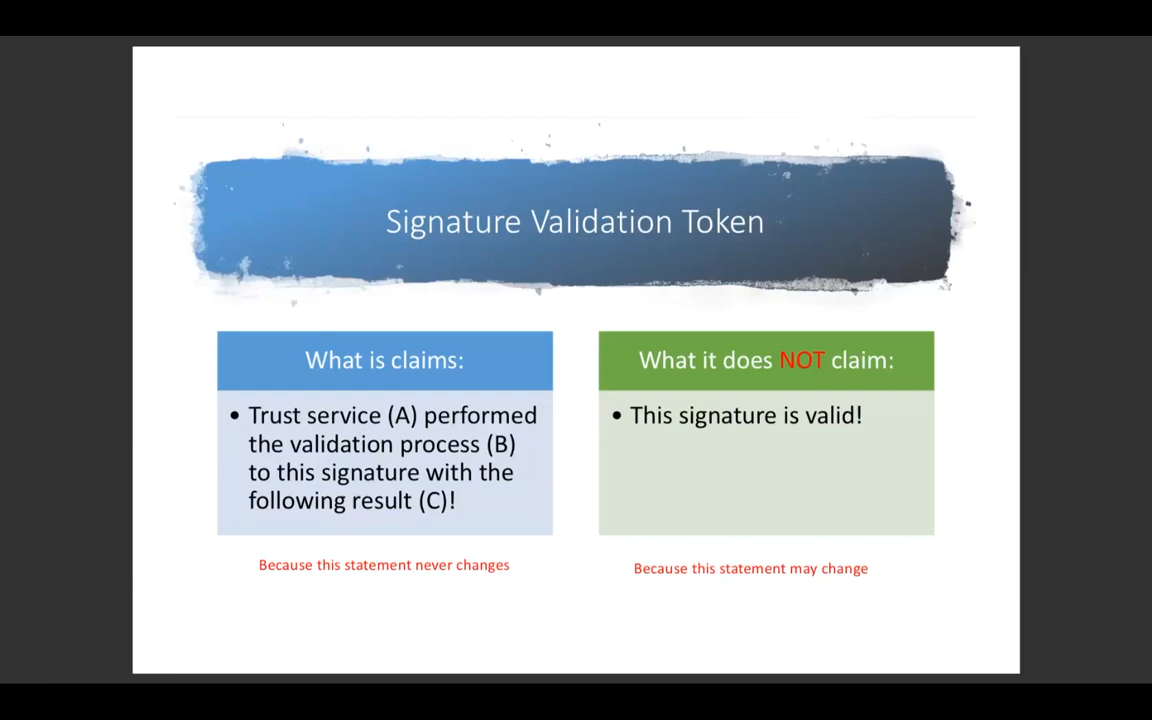 Signature Validation Token
What is claims:
• Trust service (A) performed
the validation process (B)
to this signature with the
following result (C)!
Because this statement never changes
What it does NOT claim:
• This signature is valid!
Because this statement may change